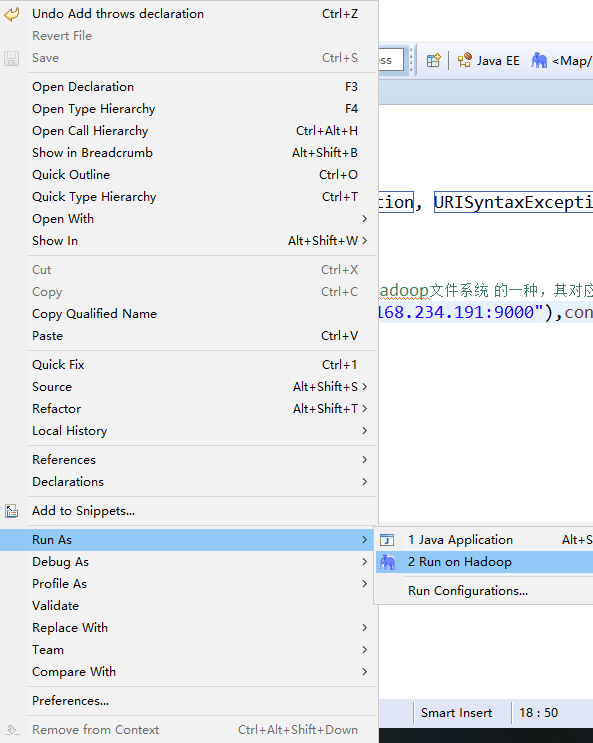 Undo Add throws declaration Ctrl+Z
Revert File
Save Ctrl+S
Open Declaration F3
Open Type Hierarchy F4
Open Call Hierarchy Ctrl+Alt+H
Show in Breadcrumb Alt+Shift+B
Quick Outline Ctrl+O
Quick Type Hierarchy Ctrl+T
Open With
Show In Alt+Shift+W
Cut Ctrl+X
Copy Ctrl+C
Copy Qualified Name
Paste Ctrl+V
Quick Fix Ctrl+1
Source Alt+Shift+S
Refactor Alt+Shift+T
Local History
References
Declarations
Add to Snippets...
Run As
Debug As
Profile As
Validate
Replace With
Team
Compare With
Preferences...
Remove from Context Ctrl+Alt+Shift+Down
ss Java EE <Map/
tion, URISyntaxExcepti
adoop文件系统 的一种，其对应
168.234.191:9000"),con
1 Java Application Alt+S
2 Run on Hadoop
Run Configurations...
Smart Insert 18 : 50